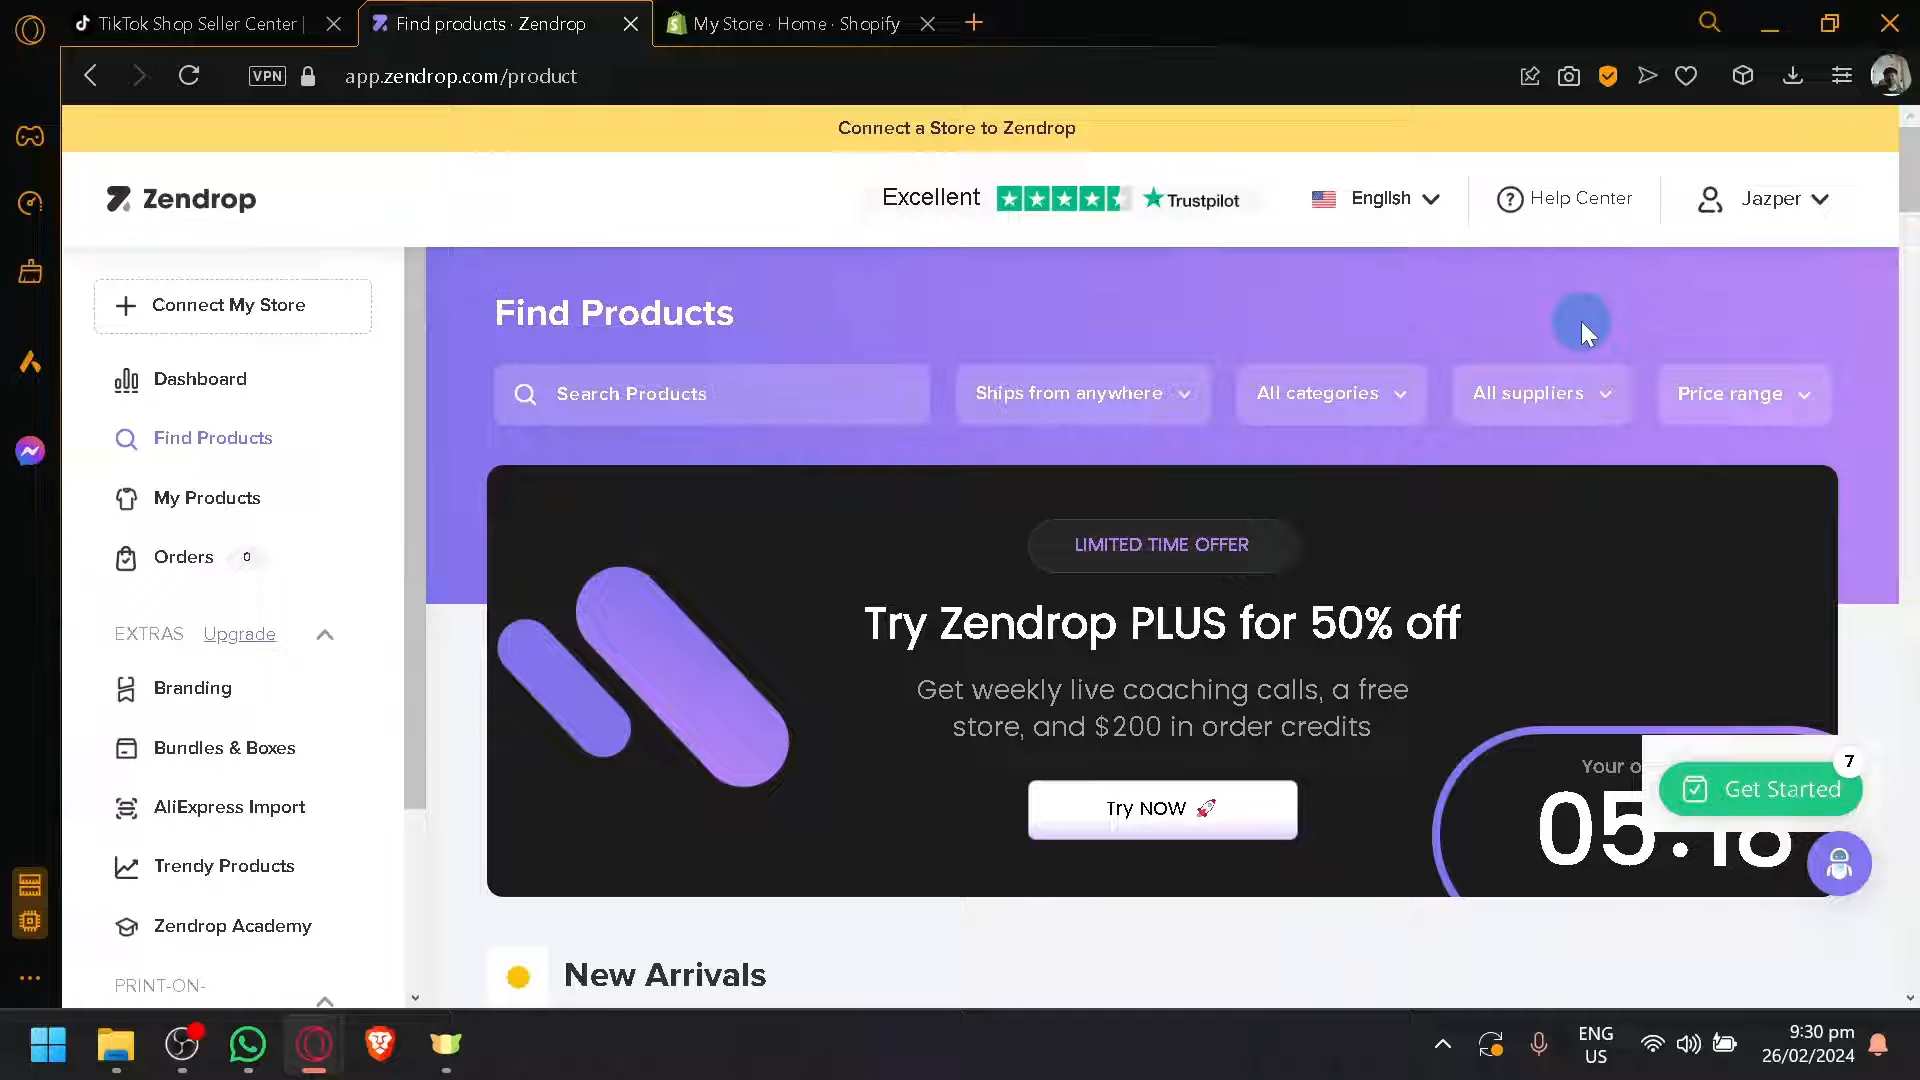 TikTok Shop Seller Center |
Find products · Zendrop
My Store · Home · Shopify
VPN
app.zendrop.com/product
Connect a Store to Zendrop
Zendrop
Excellent
Trustpilot
English
Help Center
Jazper
Connect My Store
Dashboard
Find Products
My Products
Orders 0
EXTRAS Upgrade
Branding
Bundles & Boxes
AliExpress Import
Trendy Products
Zendrop Academy
PRINT-ON-
Find Products
Search Products
Ships from anywhere
All categories
All suppliers
Price range
LIMITED TIME OFFER
Try Zendrop PLUS for 50% off
Get weekly live coaching calls, a free
store, and $200 in order credits
Try NOW 🚀
Your o
05:18
7
Get Started
New Arrivals
ENG
US
9:30 pm
26/02/2024